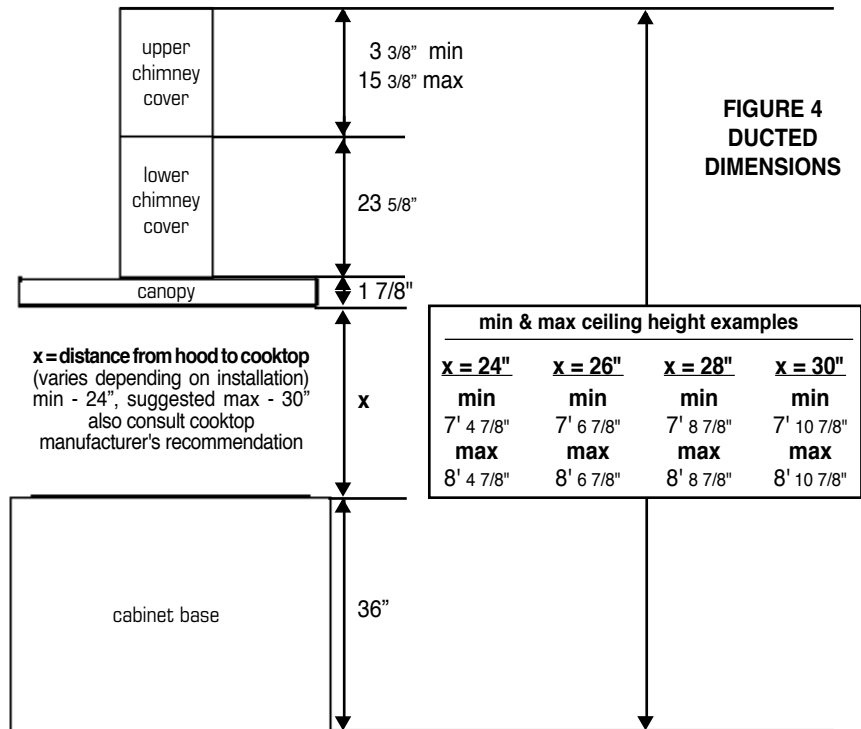 upper
chimney
cover
3 3/8” min
15 3/8” max
FIGURE 4
DUCTED
DIMENSIONS
lower
chimney
cover
23 5/8”
canopy
1 7/8"
x = distance from hood to cooktop
(varies depending on installation)
min - 24”, suggested max - 30”
also consult cooktop
manufacturer's recommendation
x
min & max ceiling height examples
x = 24" x = 26" x = 28" x = 30"
min min min min
7' 4 7/8" 7' 6 7/8" 7' 8 7/8" 7' 10 7/8"
max max max max
8' 4 7/8" 8' 6 7/8" 8' 8 7/8" 8' 10 7/8"
cabinet base
36”